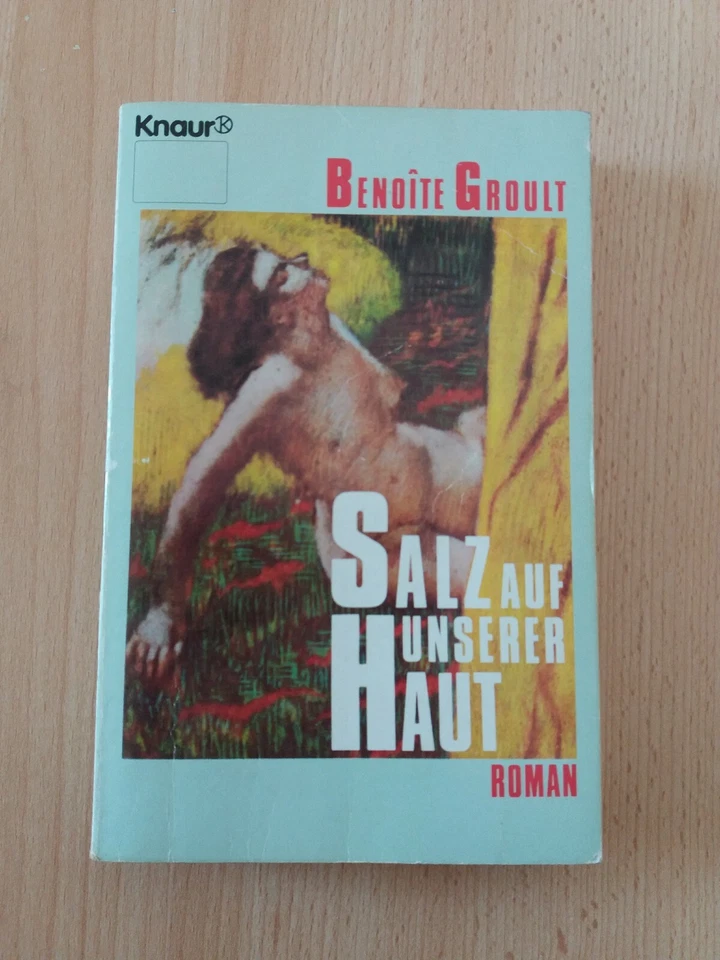 Knaur
BENOÎTE GROULT
SALZ AUF
UNSERER
HAUT
ROMAN